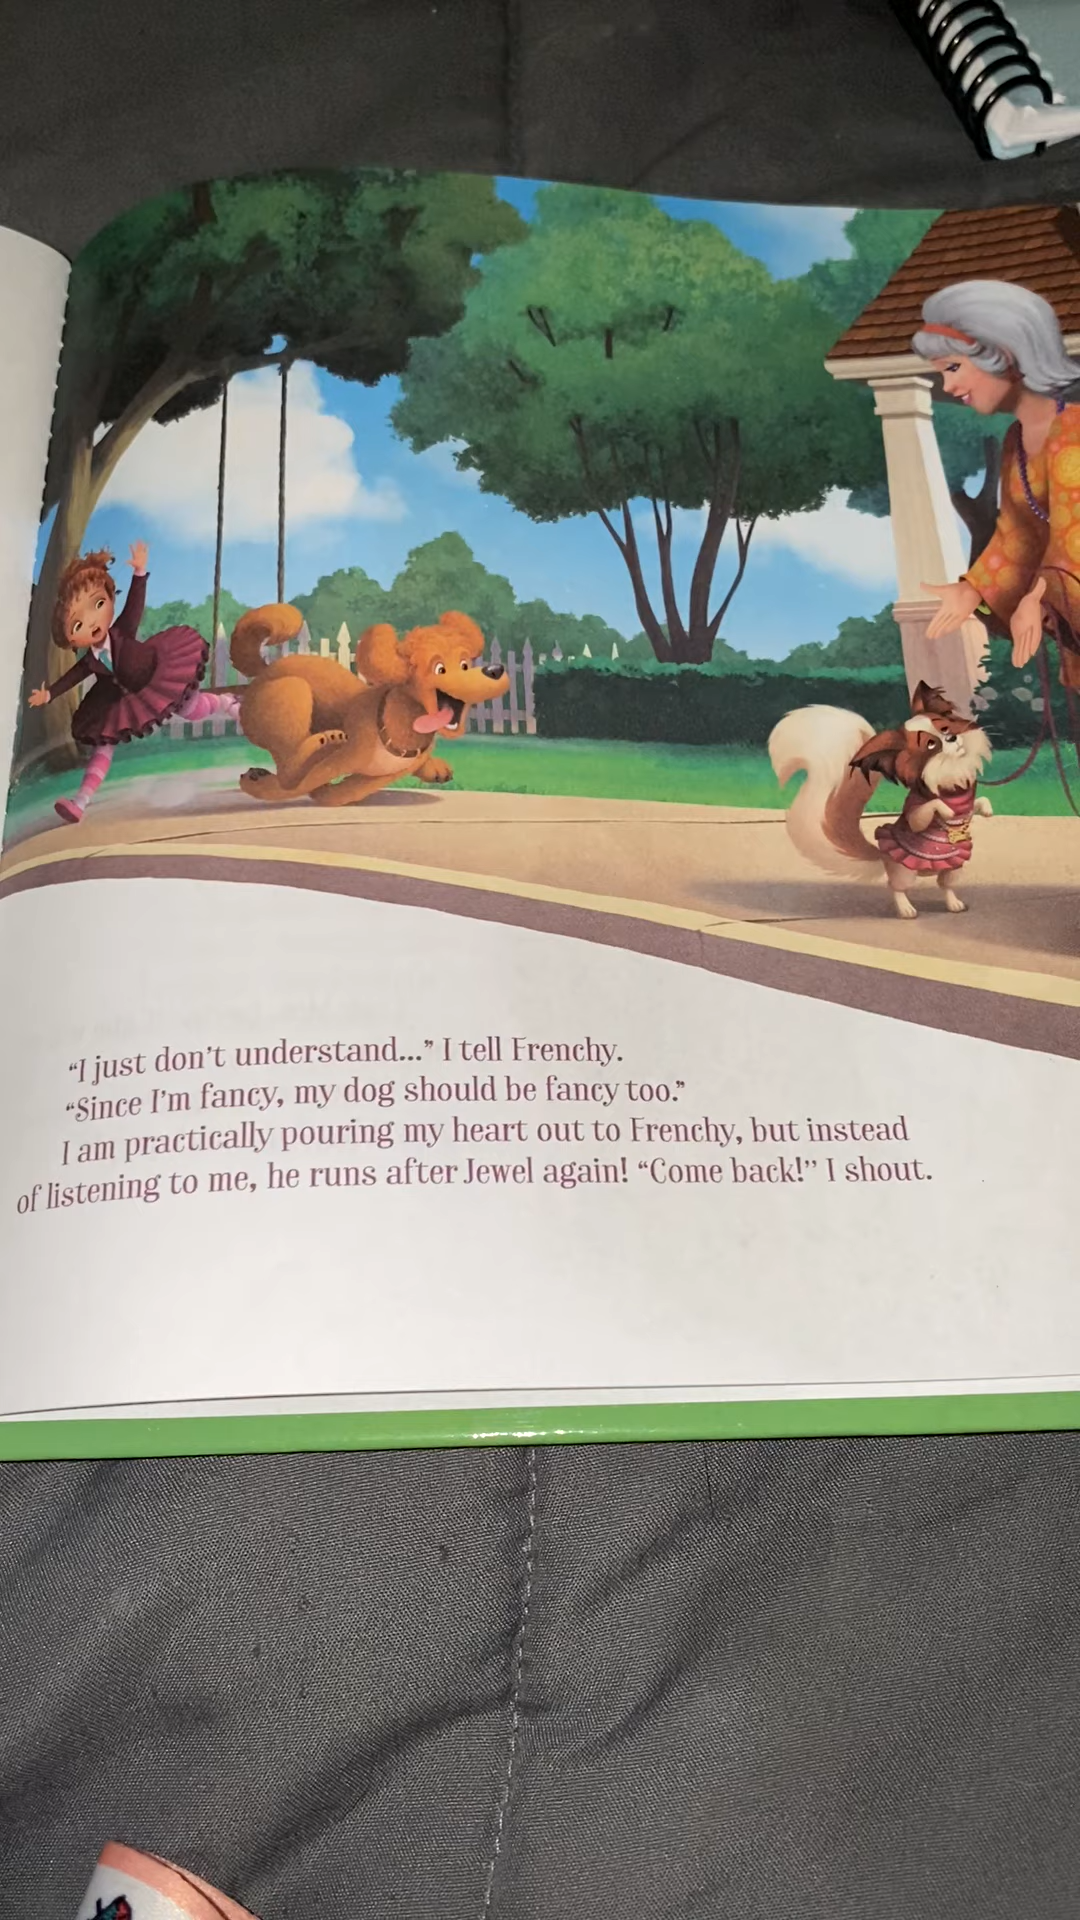 “I just don’t understand...” I tell Frenchy.
“Since I’m fancy, my dog should be fancy too.”
I am practically pouring my heart out to Frenchy, but instead
of listening to me, he runs after Jewel again! “Come back!” I shout.